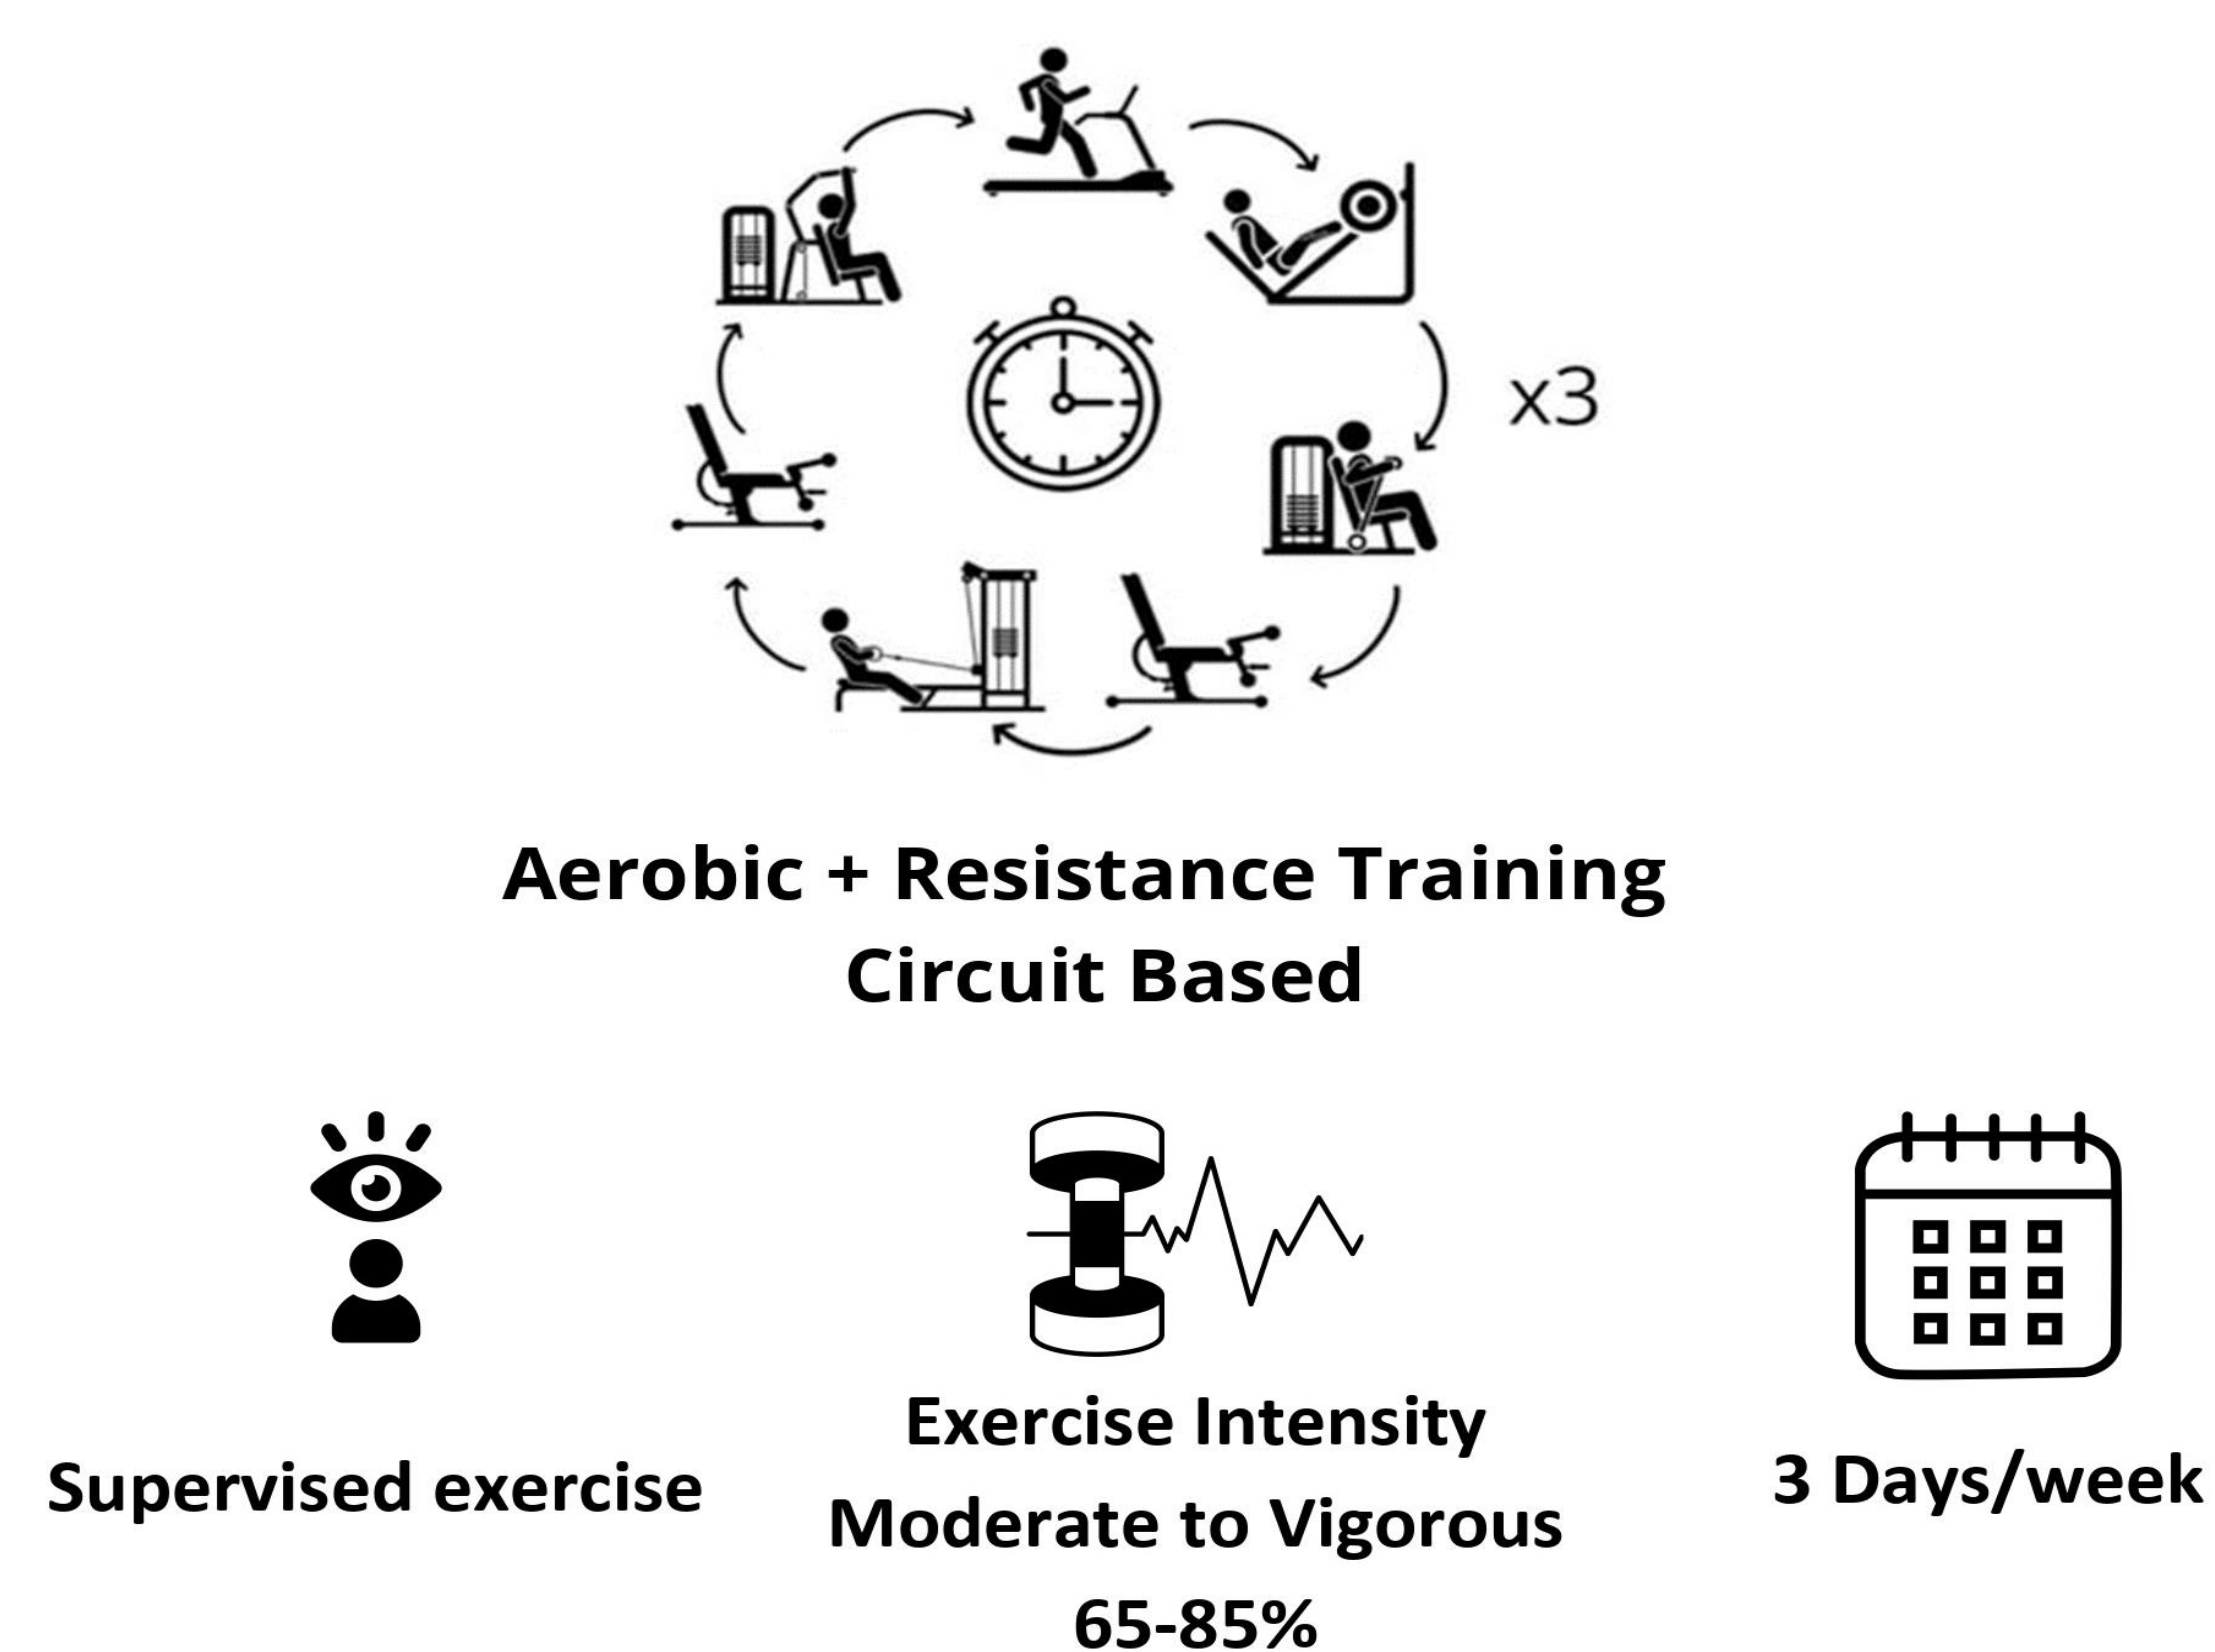 x3
Aerobic + Resistance Training
Circuit Based
Supervised exercise
Exercise Intensity
Moderate to Vigorous
65-85%
3 Days/week